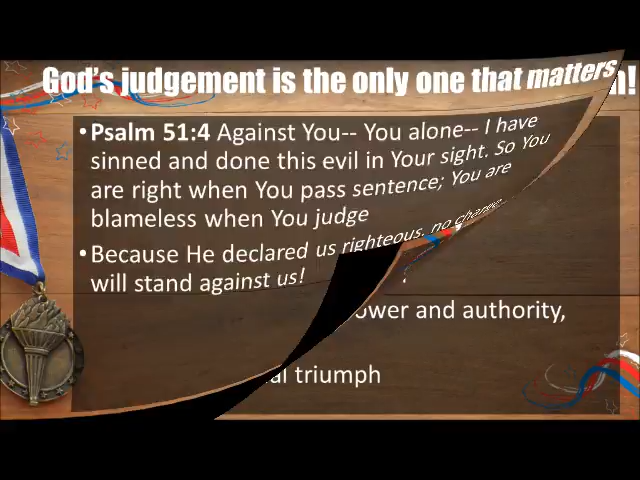 God's judgement is the only one that matters
n!
•Psalm 51:4 Against You-- You alone-- I have
sinned and done this evil in Your sight. So You
are right when You pass sentence; You are
blameless when You judge
•Because He declared us righteous, no charge
will stand against us!
ower and authority,
al triumph